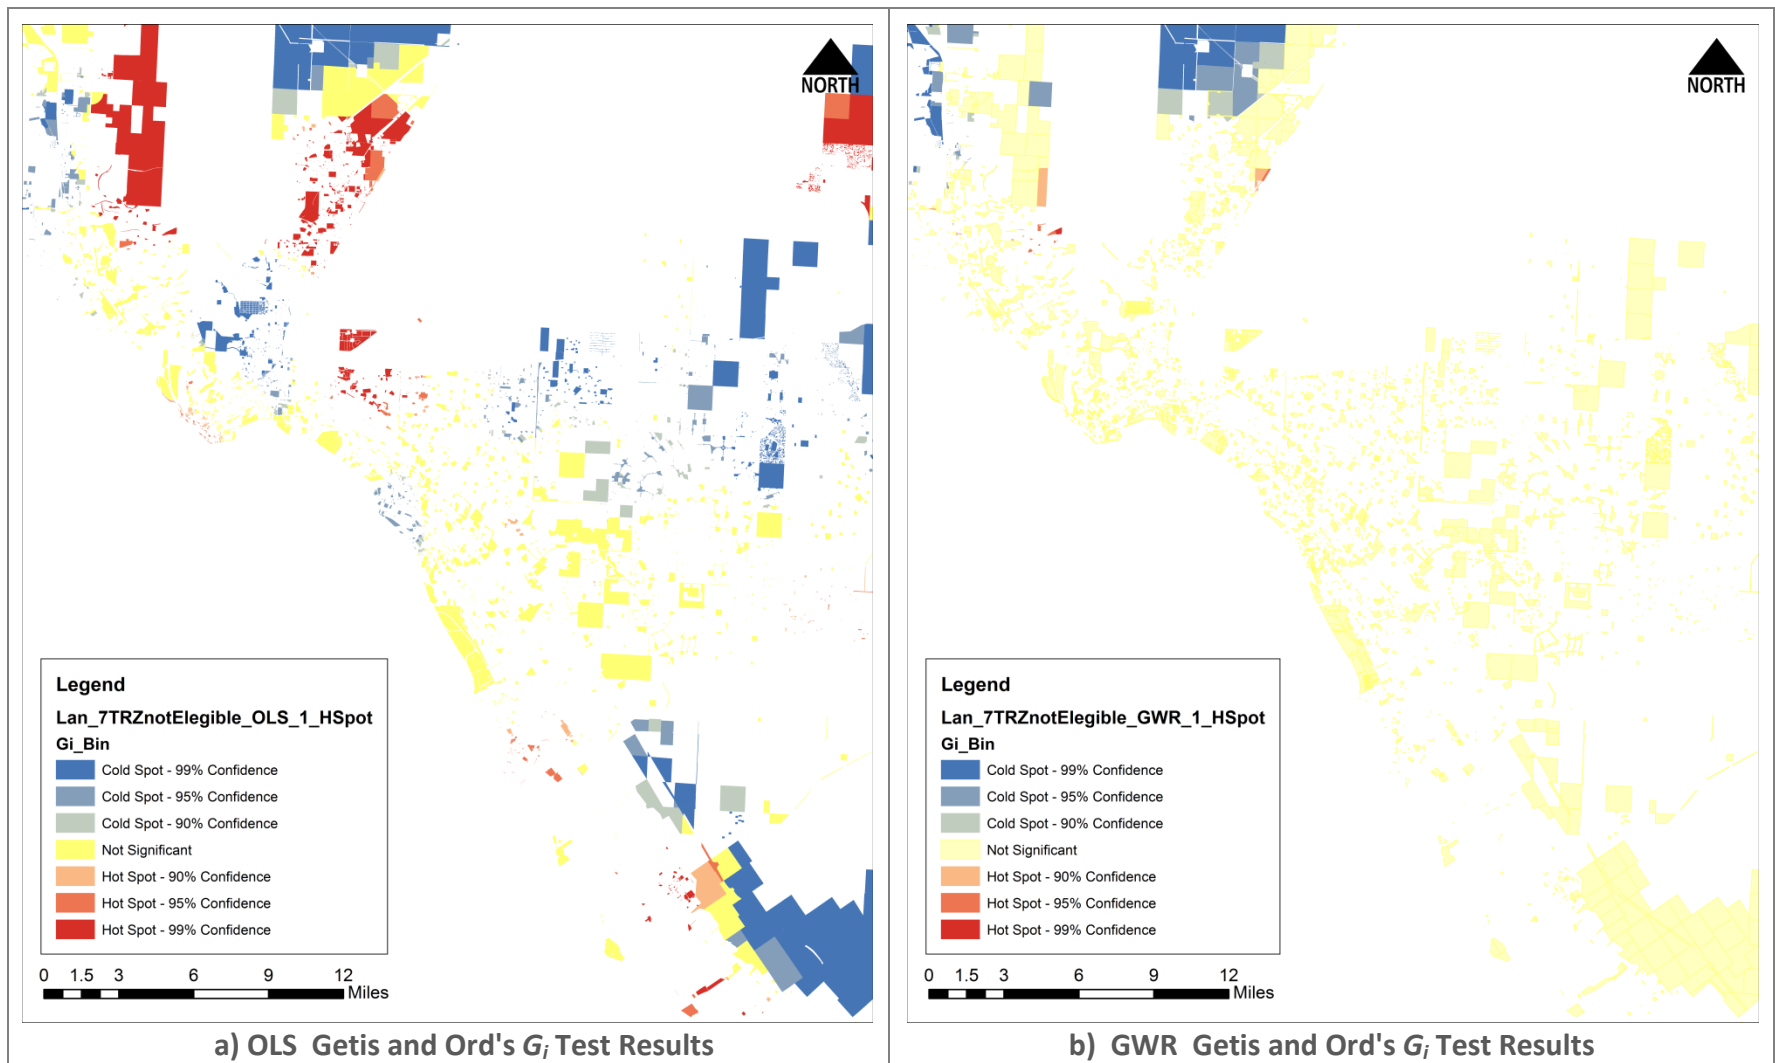 NORTH
Legend
Lan_7TRZnotElegible_OLS_1_HSpot
Gi_Bin
Cold Spot - 99% Confidence
Cold Spot - 95% Confidence
Cold Spot - 90% Confidence
Not Significant
Hot Spot - 90% Confidence
Hot Spot - 95% Confidence
Hot Spot - 99% Confidence
0 1.5 3 6 9 12
Miles
a) OLS Getis and Ord's Gi Test Results
NORTH
Legend
Lan_7TRZnotElegible_GWR_1_HSpot
Gi_Bin
Cold Spot - 99% Confidence
Cold Spot - 95% Confidence
Cold Spot - 90% Confidence
Not Significant
Hot Spot - 90% Confidence
Hot Spot - 95% Confidence
Hot Spot - 99% Confidence
0 1.5 3 6 9 12
Miles
b) GWR Getis and Ord's Gi Test Results